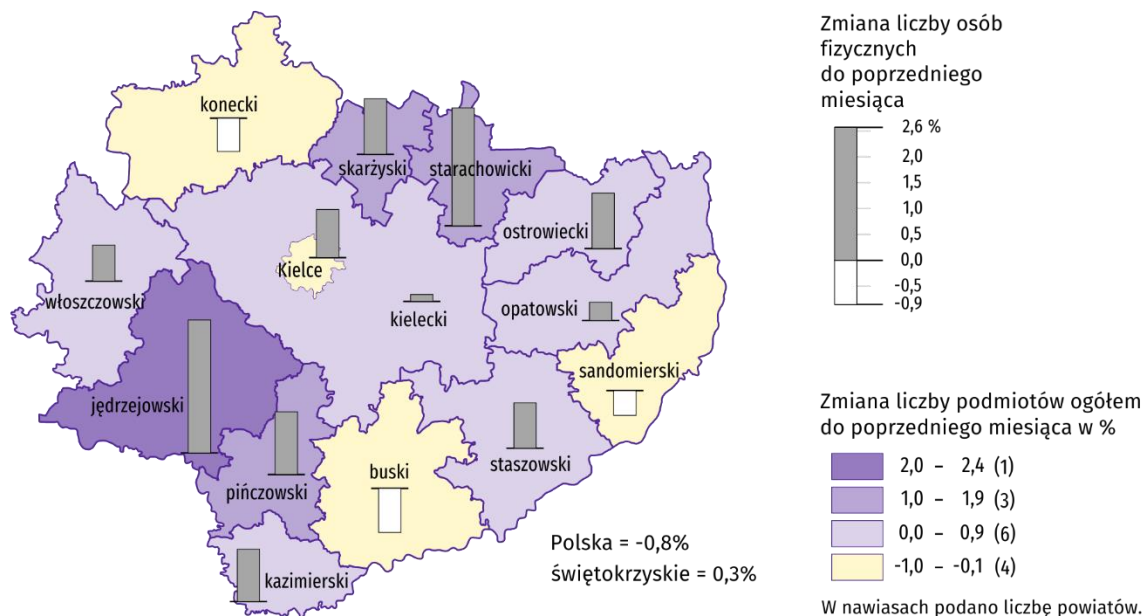 konecki
skarżyski
starachowicki
ostrowiecki
Kielce
włoszczowski
kielecki
opatowski
sandomierski
jędrzejowski
staszowski
buski
pińczowski
kazimierski
Polska = -0,8%
świętokrzyskie = 0,3%
Zmiana liczby osób
fizycznych
do poprzedniego
miesiąca
2,6 %
2,0
1,5
1,0
0,5
0,0
-0,5
-0,9
Zmiana liczby podmiotów ogółem
do poprzedniego miesiąca w %
2,0 – 2,4 (1)
1,0 – 1,9 (3)
0,0 – 0,9 (6)
-1,0 – -0,1 (4)
W nawiasach podano liczbę powiatów.